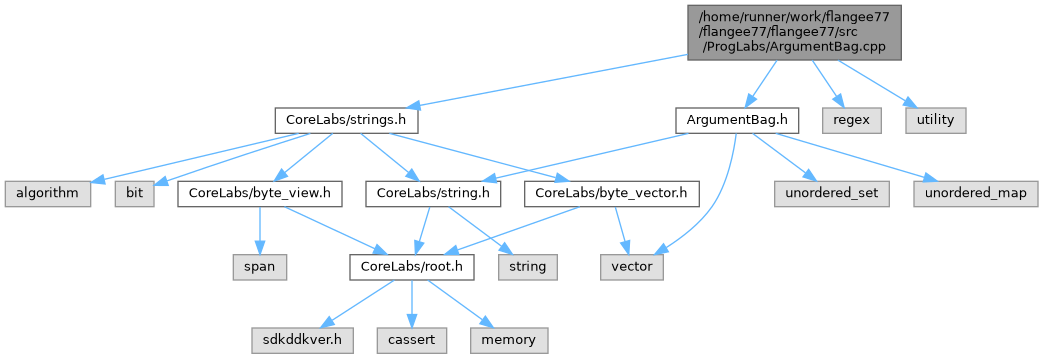 /home/runner/work/flangee77
/flangee77/flangee77/src
/ProgLabs/ArgumentBag.cpp
CoreLabs/strings.h
ArgumentBag.h
regex
utility
algorithm
bit
CoreLabs/byte_view.h
CoreLabs/string.h
CoreLabs/byte_vector.h
unordered_set
unordered_map
span
CoreLabs/root.h
string
vector
sdkddkver.h
cassert
memory